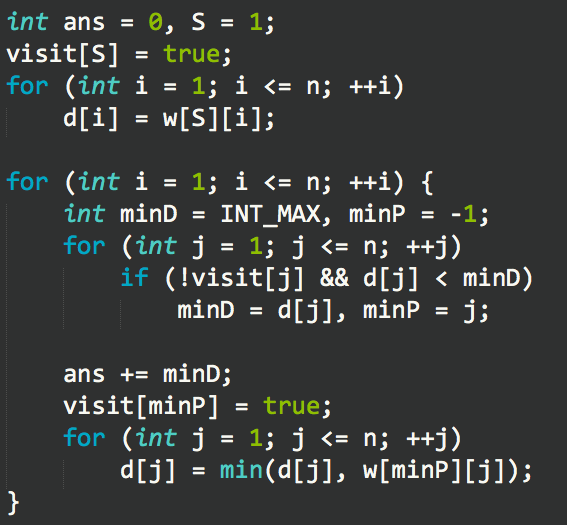 int ans = 0, S = 1;
visit[S] = true;
for (int i = 1; i <= n; ++i)
    d[i] = w[S][i];

for (int i = 1; i <= n; ++i) {
    int minD = INT_MAX, minP = -1;
    for (int j = 1; j <= n; ++j)
        if (!visit[j] && d[j] < minD)
            minD = d[j], minP = j;

    ans += minD;
    visit[minP] = true;
    for (int j = 1; j <= n; ++j)
        d[j] = min(d[j], w[minP][j]);
}